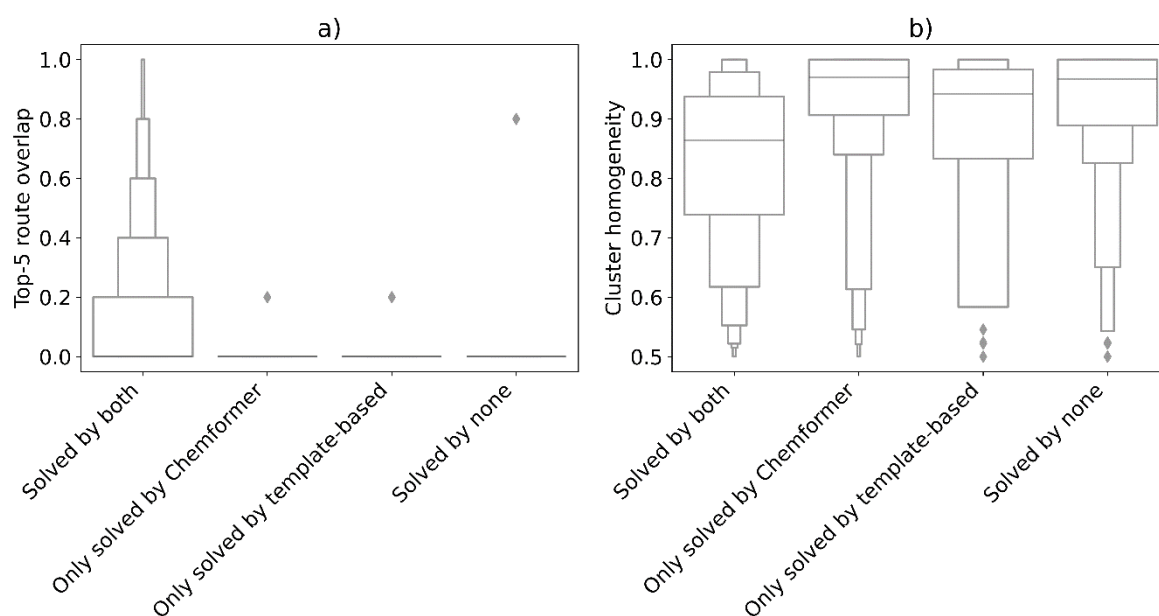 a)
Top-5 route overlap
1.0
0.8
0.6
0.4
0.2
0.0
Solved by both
Only solved by Chemformer
Only solved by template-based
Solved by none
b)
Cluster homogeneity
1.0
0.9
0.8
0.7
0.6
0.5
Solved by both
Only solved by Chemformer
Only solved by template-based
Solved by none